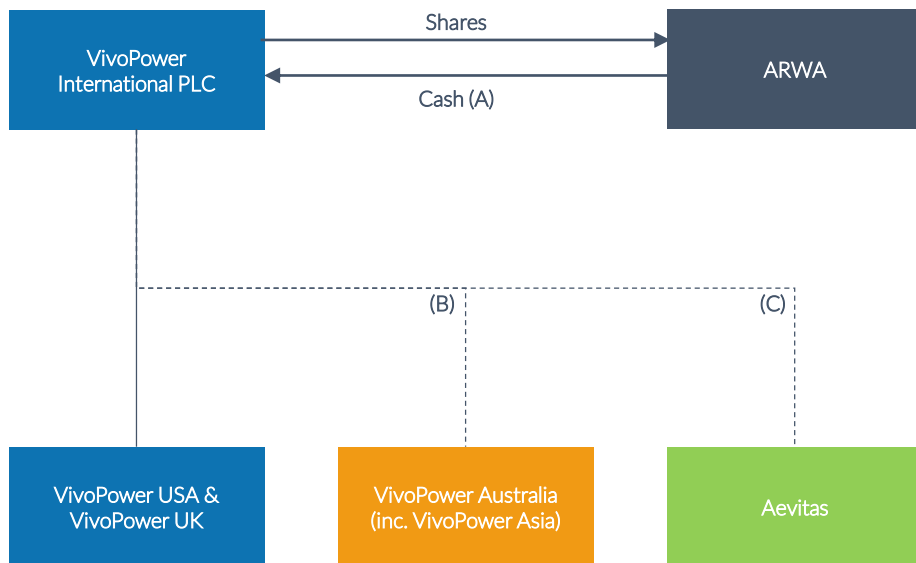 Shares
VivoPower
International PLC
ARWA
Cash (A)
(B)
(C)
VivoPower USA &
VivoPower UK
VivoPower Australia
(inc. VivoPower Asia)
Aevitas